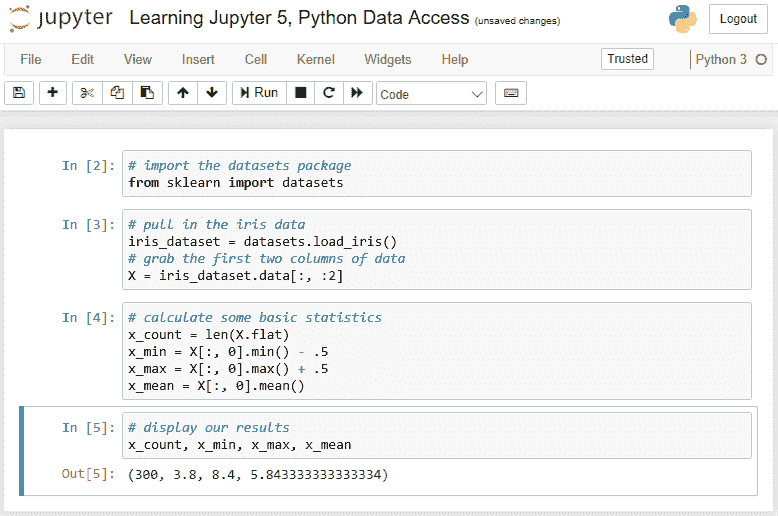 jupyter Learning Jupyter 5, Python Data Access (unsaved changes) Logout
File Edit View Insert Cell Kernel Widgets Help Trusted Python 3
Run Code
In [2]: # import the datasets package
from sklearn import datasets
In [3]: # pull in the iris data
iris_dataset = datasets.load_iris()
# grab the first two columns of data
X = iris_dataset.data[:, :2]
In [4]: # calculate some basic statistics
x_count = len(X.flat)
x_min = X[:, 0].min() - .5
x_max = X[:, 0].max() + .5
x_mean = X[:, 0].mean()
In [5]: # display our results
x_count, x_min, x_max, x_mean
Out[5]: (300, 3.8, 8.4, 5.843333333333334)